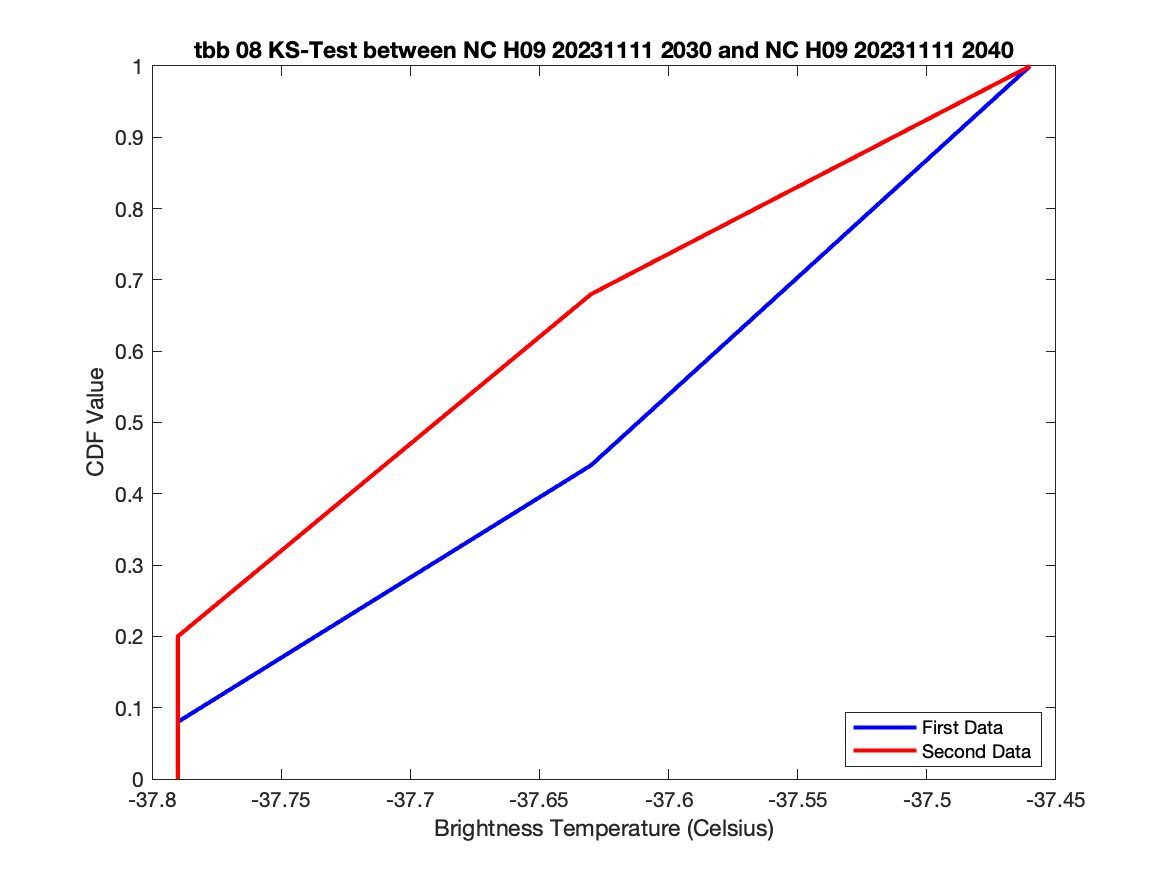 tbb 08 KS-Test between NC H09 20231111 2030 and NC H09 20231111 2040
1
0.9
0.8
0.7
0.6
0.5
0.4
0.3
0.2
0.1
0
CDF Value
-37.8 -37.75 -37.7 -37.65 -37.6 -37.55 -37.5 -37.45
Brightness Temperature (Celsius)
First Data
Second Data